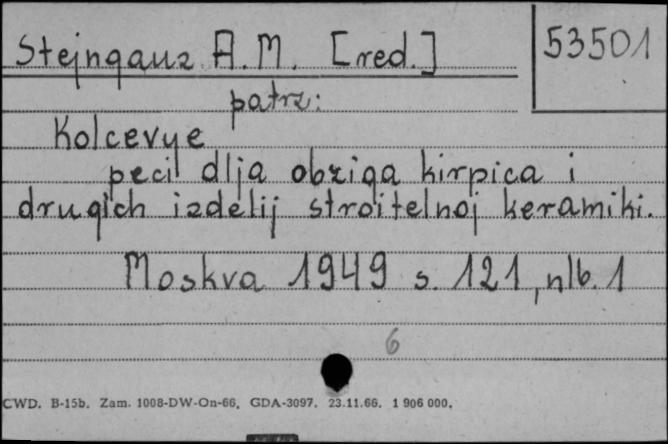 Stejngauz A.M. [red.]
53501
patrz:
Kolcevye
peci dlja obziga kirpica i
drugich izdelij stroitelnoj keramiki.
Moskva 1949 s. 121, nlb. 1
6
CWD. B-15b. Zam. 1008-DW-On-66. GDA-3097. 23.11.66. 1 906 000.